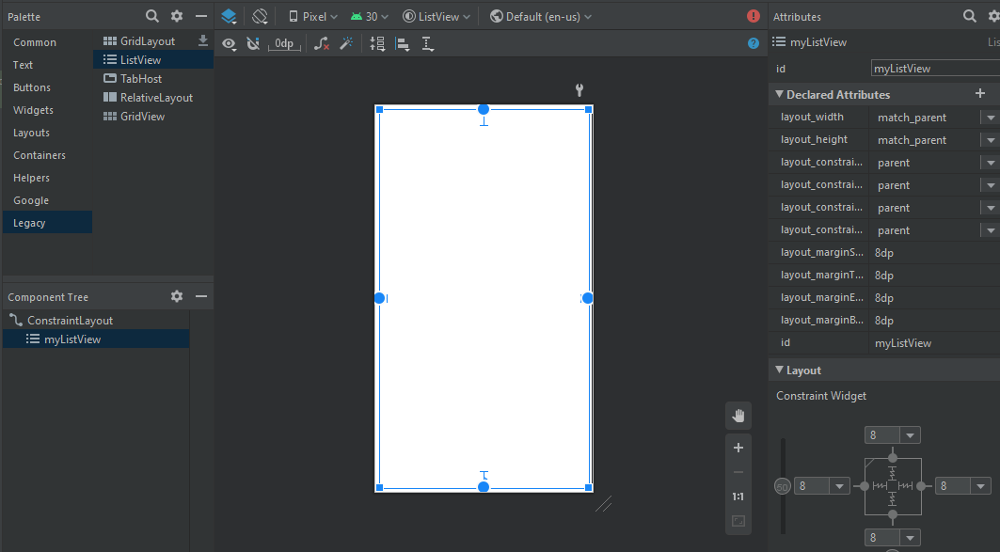 Palette
Common
Text
Buttons
Widgets
Layouts
Containers
Helpers
Google
Legacy
GridLayout
ListView
TabHost
RelativeLayout
GridView
Component Tree
ConstraintLayout
myListView
Pixel
30
ListView
Default (en-us)
0dp
1:1
Attributes
myListView
Lis
id myListView
Declared Attributes
layout_width match_parent
layout_height match_parent
layout_constrai... parent
layout_constrai... parent
layout_constrai... parent
layout_constrai... parent
layout_marginS... 8dp
layout_marginT... 8dp
layout_marginE... 8dp
layout_marginB... 8dp
id myListView
Layout
Constraint Widget
8
50 8 8
8